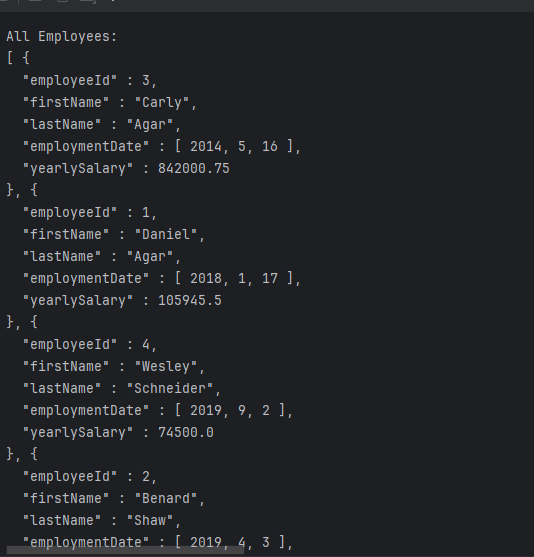 All Employees:
[ {
  "employeeId" : 3,
  "firstName" : "Carly",
  "lastName" : "Agar",
  "employmentDate" : [ 2014, 5, 16 ],
  "yearlySalary" : 842000.75
}, {
  "employeeId" : 1,
  "firstName" : "Daniel",
  "lastName" : "Agar",
  "employmentDate" : [ 2018, 1, 17 ],
  "yearlySalary" : 105945.5
}, {
  "employeeId" : 4,
  "firstName" : "Wesley",
  "lastName" : "Schneider",
  "employmentDate" : [ 2019, 9, 2 ],
  "yearlySalary" : 74500.0
}, {
  "employeeId" : 2,
  "firstName" : "Benard",
  "lastName" : "Shaw",
  "employmentDate" : [ 2019, 4, 3 ],